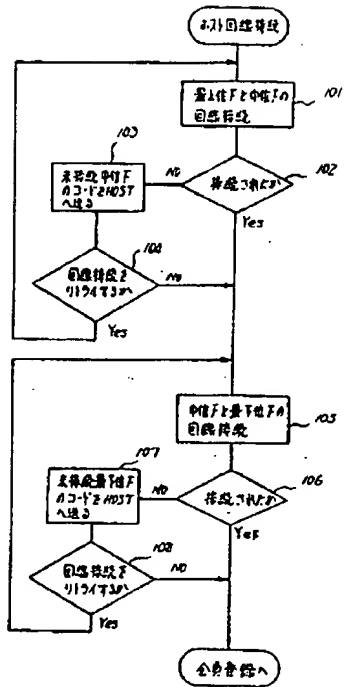 ホスト回線接続
101
最上位下と中位下の
回線接続
103
未接続中位下
のコードをHOST
へ送る
NO
102
接続されたか
Yes
104
回線接続を
リトライするか
NO
Yes
105
中位下と最下位下の
回線接続
107
未接続最下位下
のコードをHOST
へ送る
NO
106
接続されたか
Yes
108
回線接続を
リトライするか
NO
Yes
会員登録へ